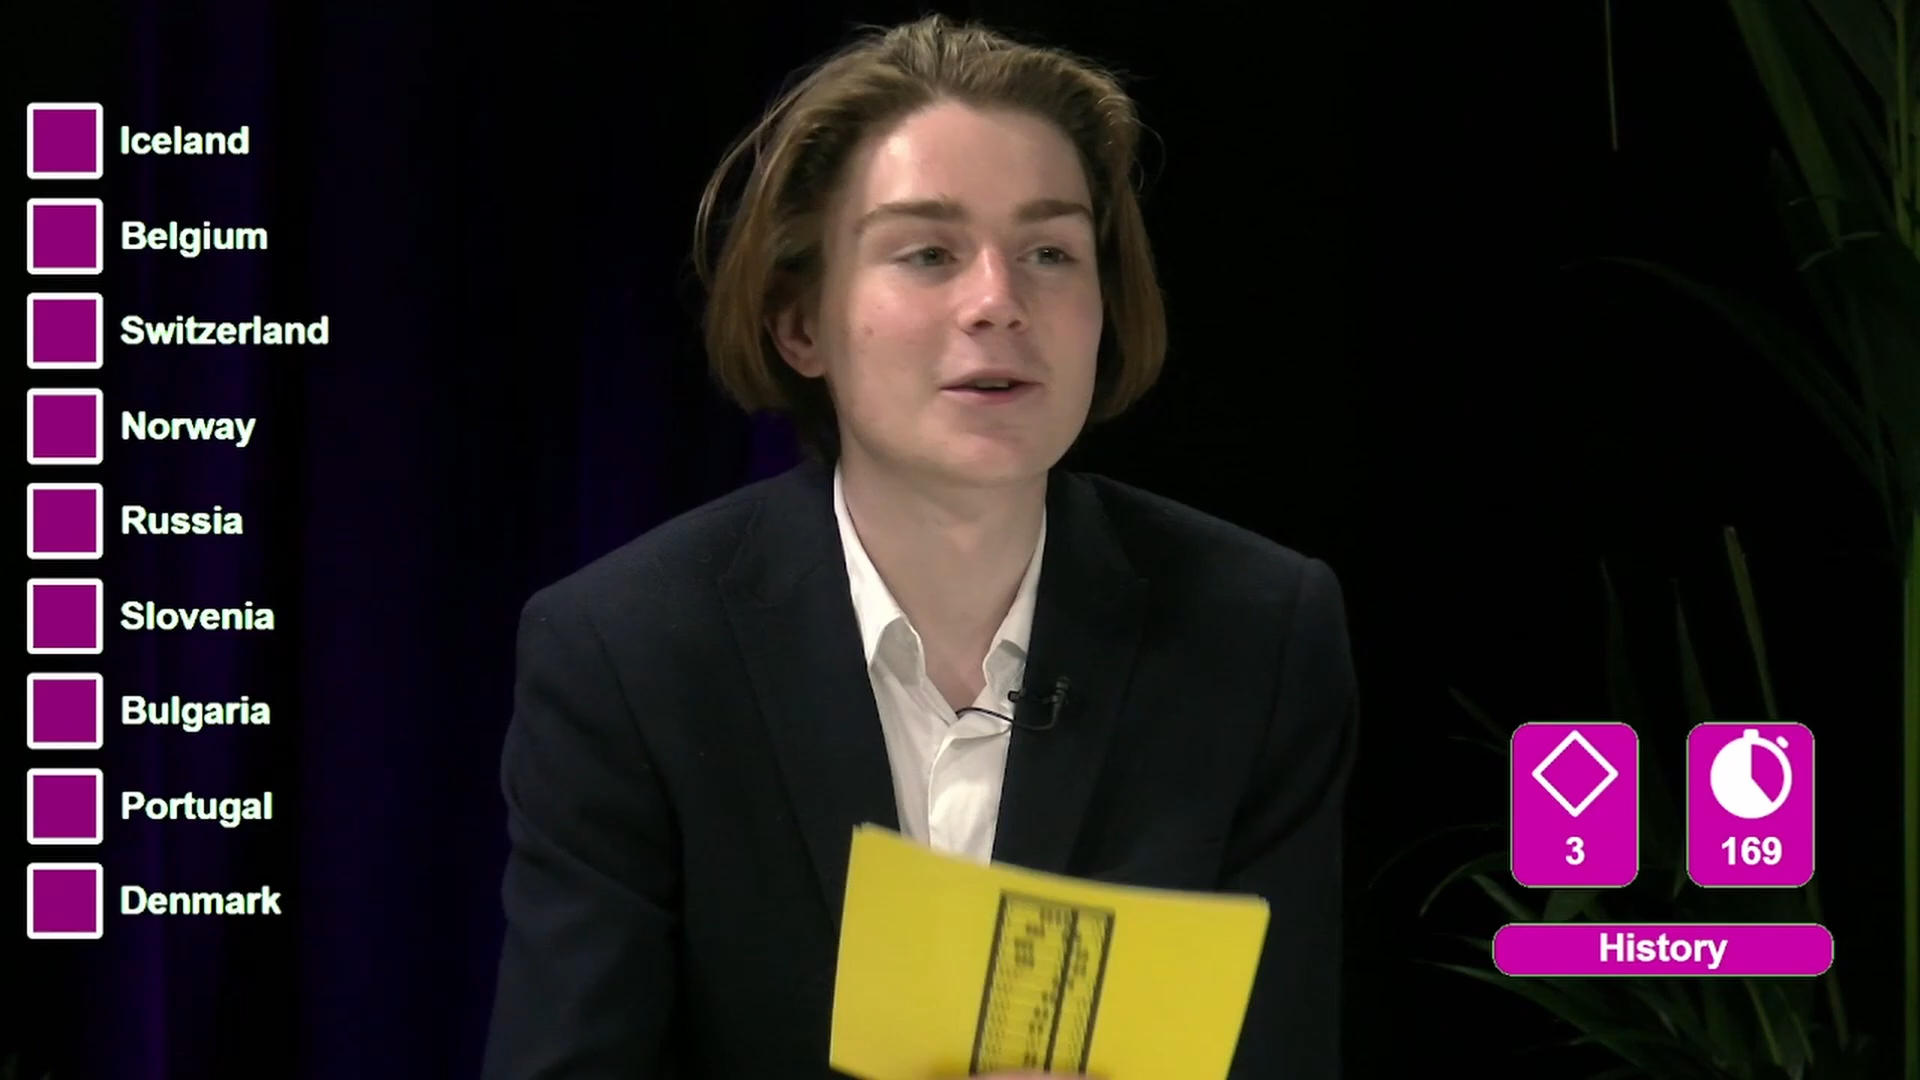 Iceland
Belgium
Switzerland
Norway
Russia
Slovenia
Bulgaria
Portugal
Denmark
3
169
History